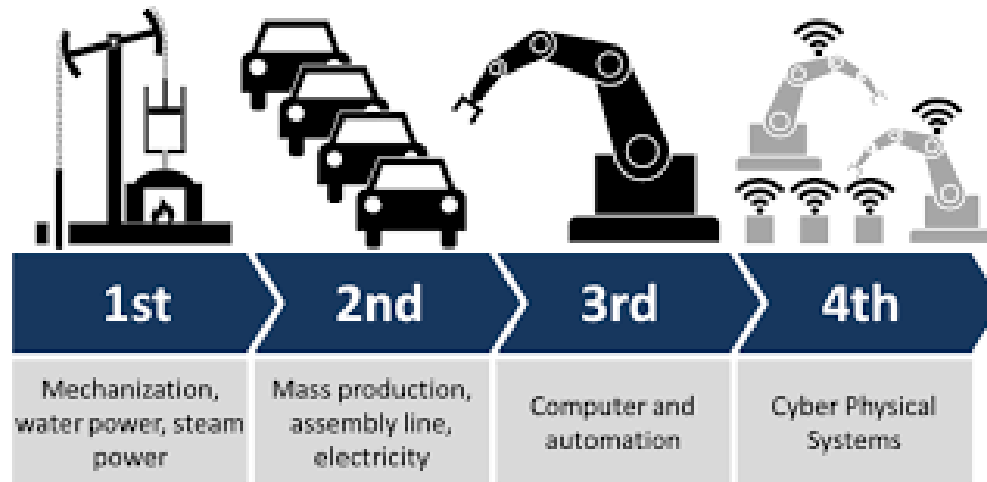 1st
2nd
3rd
4th
Mechanization,
water power, steam
power
Mass production,
assembly line,
electricity
Computer and
automation
Cyber Physical
Systems